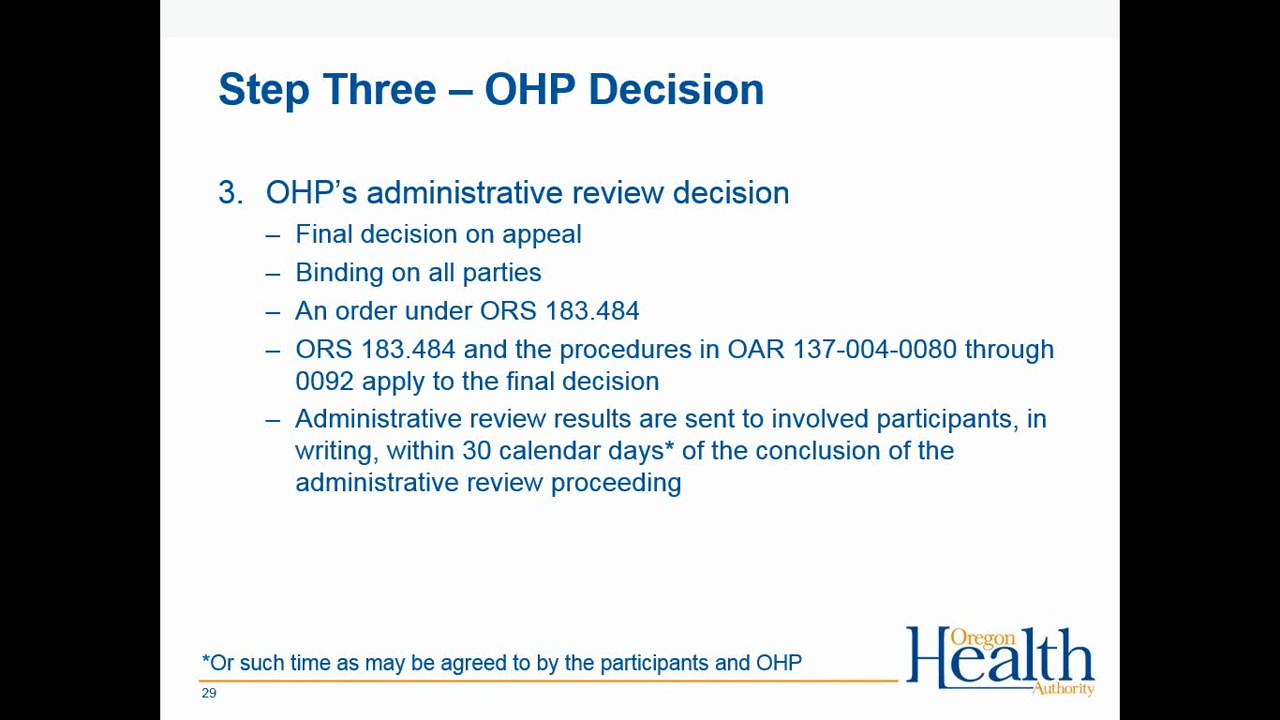 Step Three – OHP Decision
3. OHP’s administrative review decision
– Final decision on appeal
– Binding on all parties
– An order under ORS 183.484
– ORS 183.484 and the procedures in OAR 137-004-0080 through
0092 apply to the final decision
– Administrative review results are sent to involved participants, in
writing, within 30 calendar days* of the conclusion of the
administrative review proceeding
*Or such time as may be agreed to by the participants and OHP
29
Oregon
Health
Authority